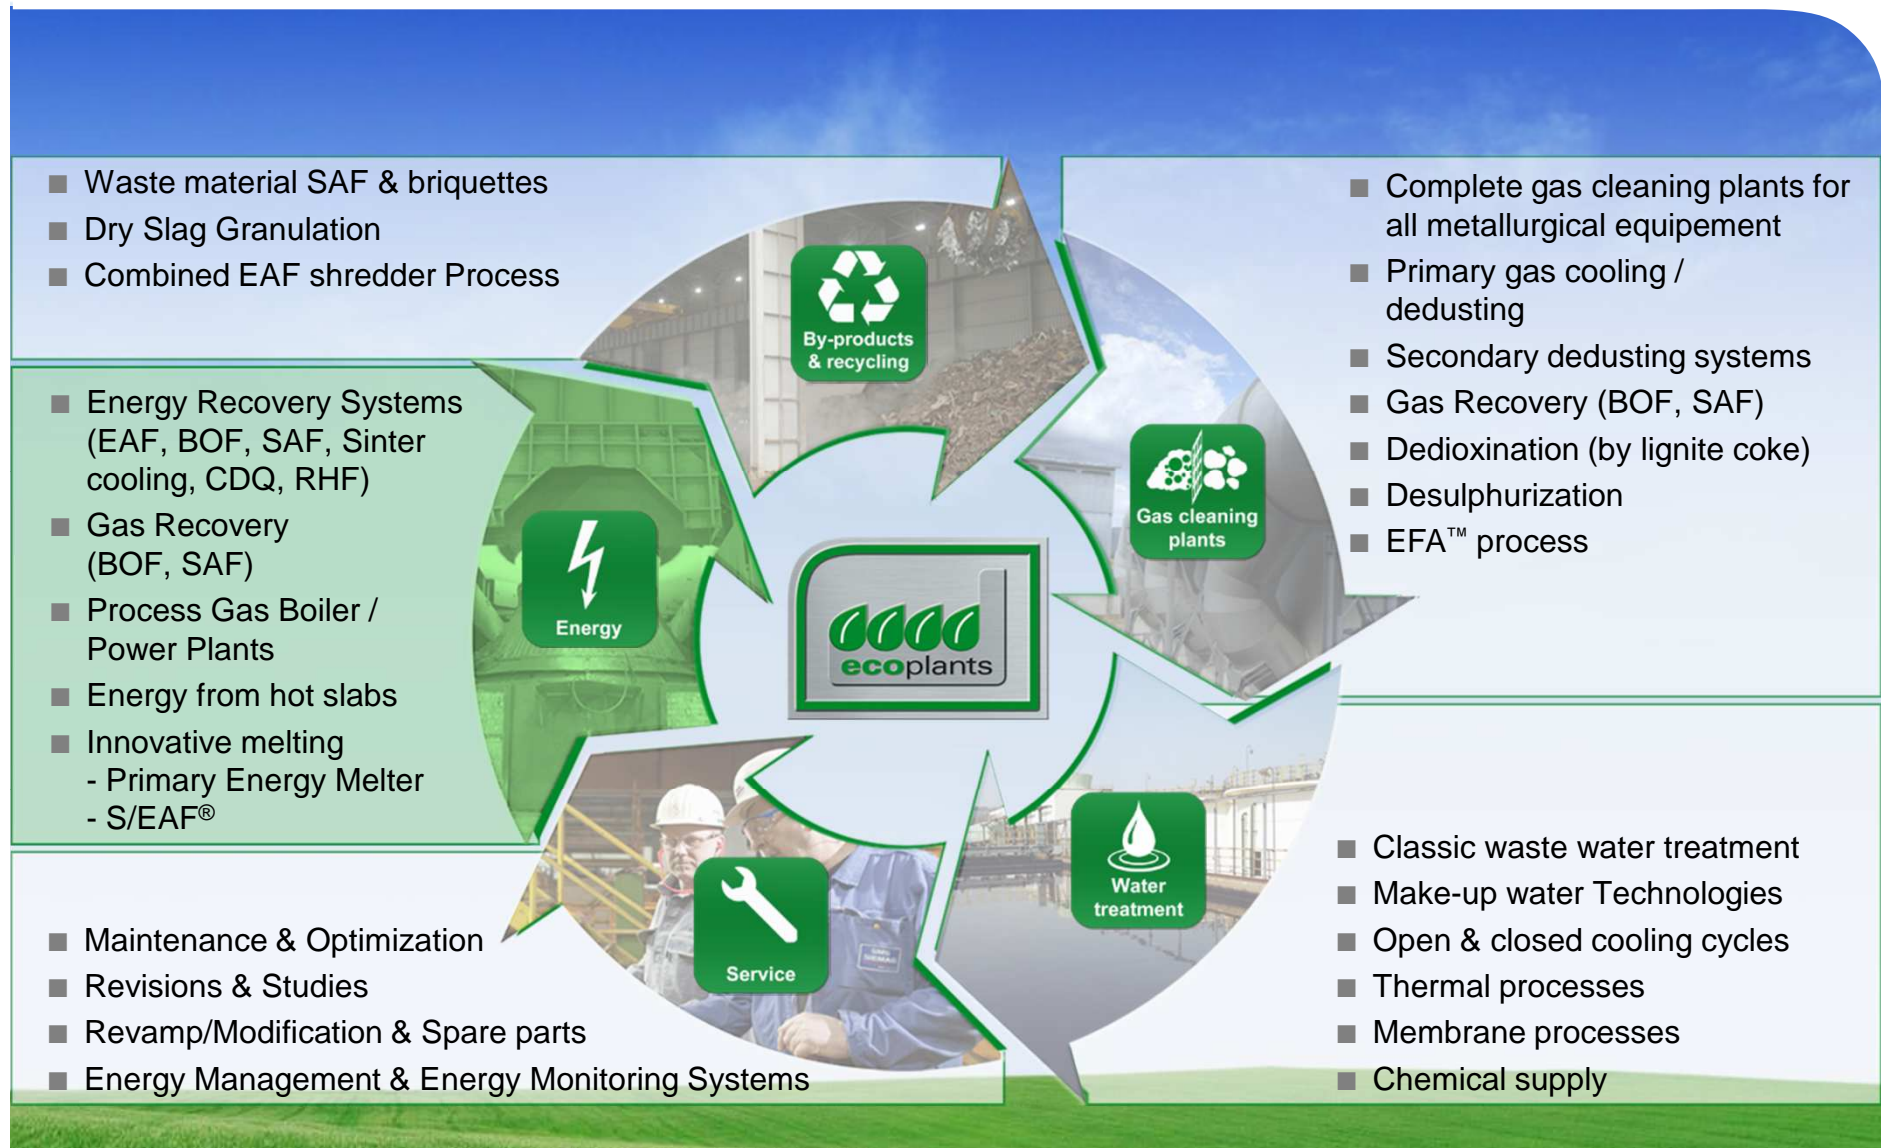 ■ Waste material SAF & briquettes
■ Dry Slag Granulation
■ Combined EAF shredder Process
By-products
& recycling
■ Complete gas cleaning plants for
all metallurgical equipement
■ Primary gas cooling /
dedusting
■ Secondary dedusting systems
■ Gas Recovery (BOF, SAF)
■ Dedioxination (by lignite coke)
■ Desulphurization
■ EFA™ process
Gas cleaning
plants
■ Energy Recovery Systems
(EAF, BOF, SAF, Sinter
cooling, CDQ, RHF)
■ Gas Recovery
(BOF, SAF)
■ Process Gas Boiler /
Power Plants
■ Energy from hot slabs
■ Innovative melting
- Primary Energy Melter
- S/EAF®
Energy
ecoplants
Water
treatment
■ Classic waste water treatment
■ Make-up water Technologies
■ Open & closed cooling cycles
■ Thermal processes
■ Membrane processes
■ Chemical supply
Service
■ Maintenance & Optimization
■ Revisions & Studies
■ Revamp/Modification & Spare parts
■ Energy Management & Energy Monitoring Systems